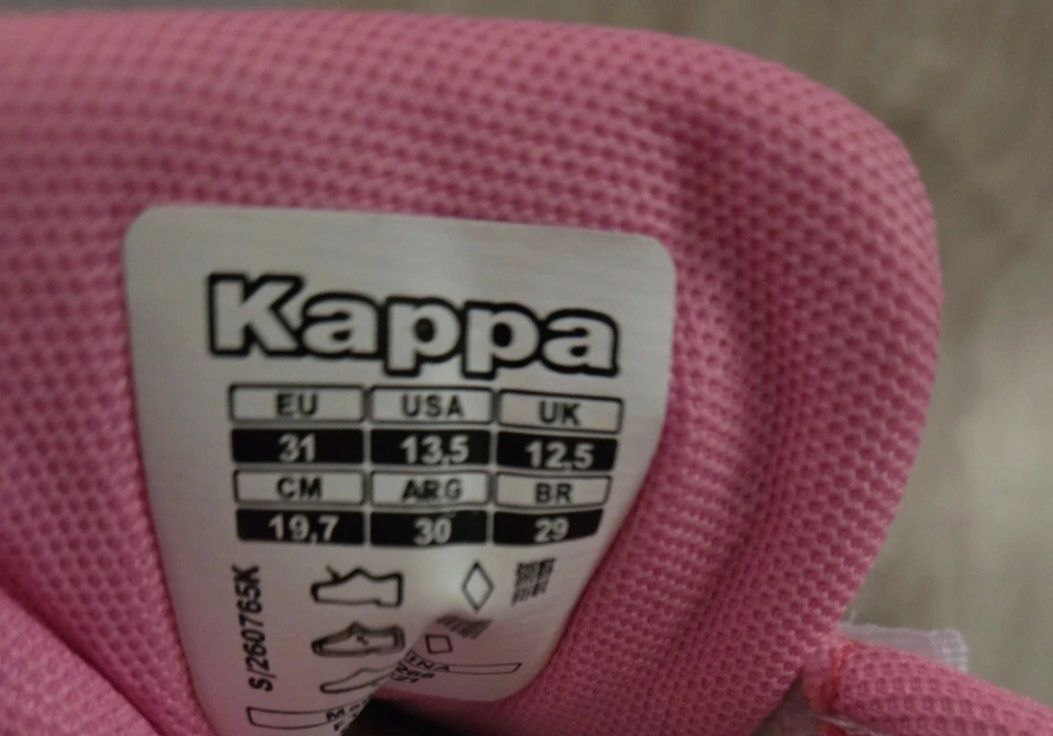 Kappa
EU USA UK
31 13,5 12,5
CM ARG BR
19,7 30 29
S/260765K